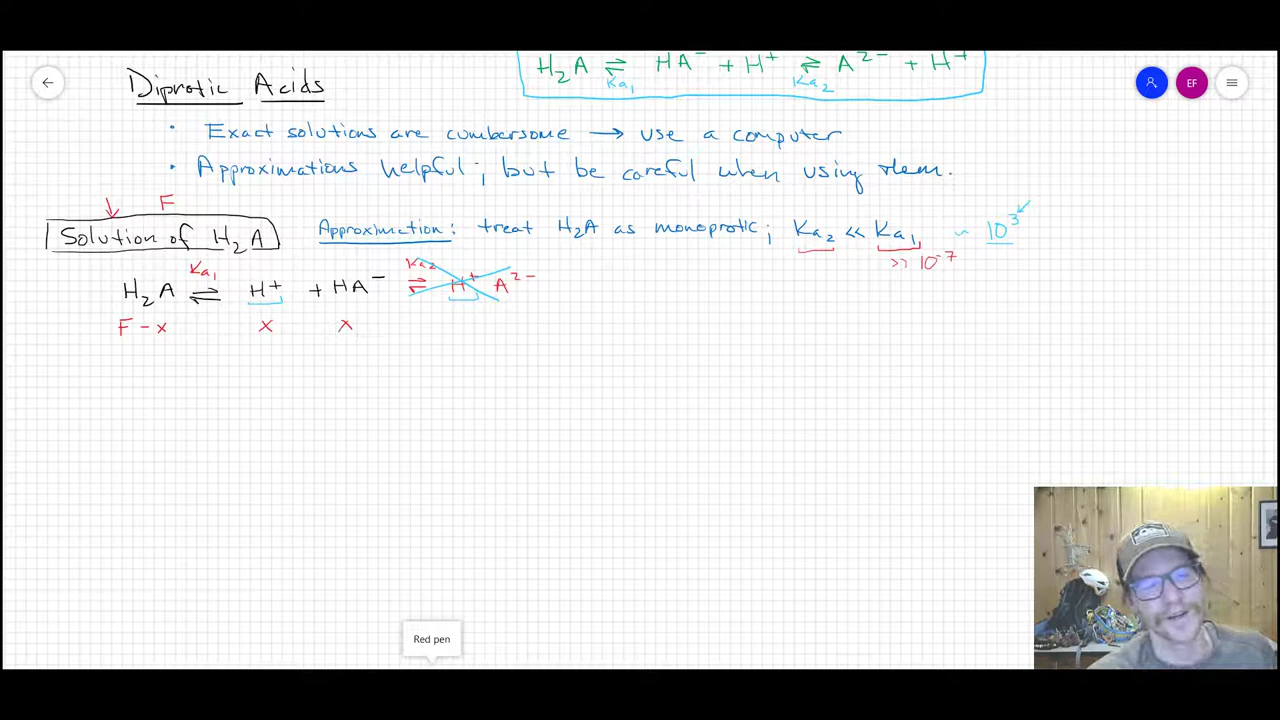 H₂A ⇌ HA⁻ + H⁺ ⇌ A²⁻ + H⁺
Ka₁ Ka₂
EF
Diprotic Acids
• Exact solutions are cumbersome → use a computer
• Approximations helpful; but be careful when using them.
↓ F
Solution of H₂A
Approximation: treat H₂A as monoprotic; Ka₂ << Ka₁ ~ 10³
>> 10⁻⁷
Ka₁ Ka₂
H₂A ⇌ H⁺ + HA⁻ ⇌ H⁺ A²⁻
F - x x x
Red pen